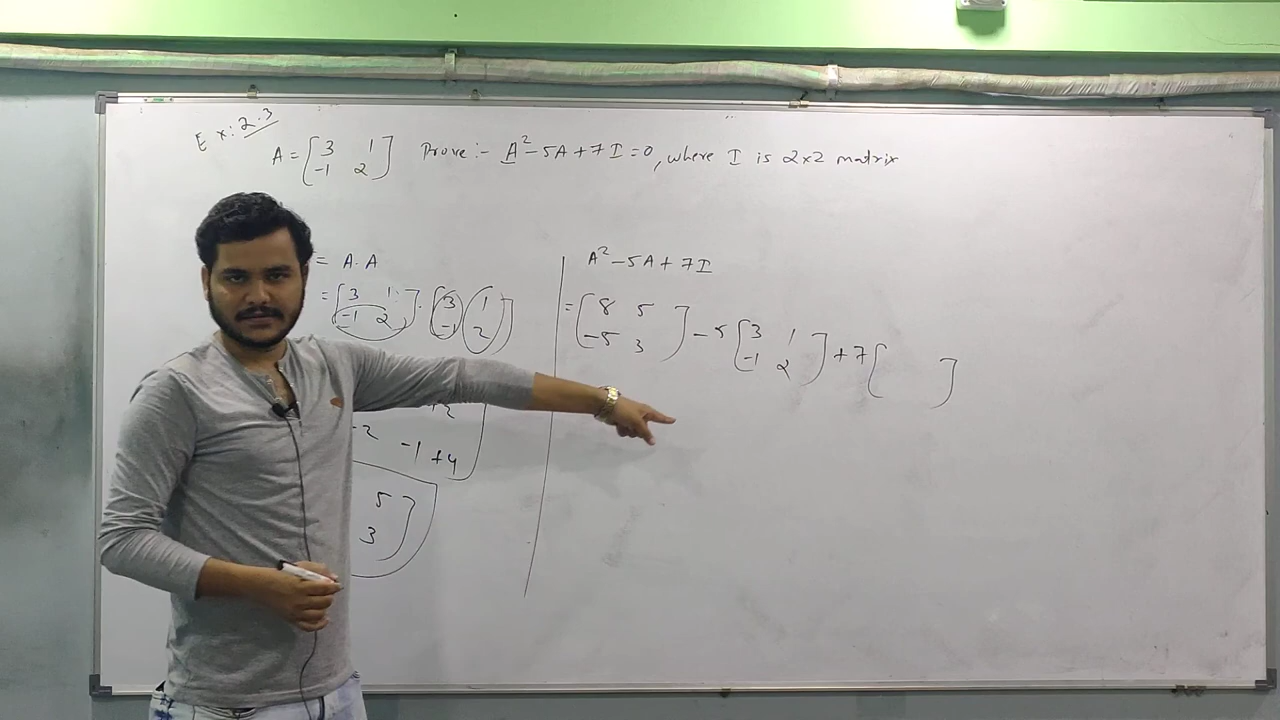 Ex: 2.3
A = [3 1
-1 2] Prove :- A² - 5A + 7I = 0, where I is 2x2 matrix
= A.A
= [3 1
-1 2] . [3 1
-1 2]
+2
-2 -1+4
5
3
A² - 5A + 7I
= [8 5
-5 3] - 5 [3 1
-1 2] + 7 [ ]